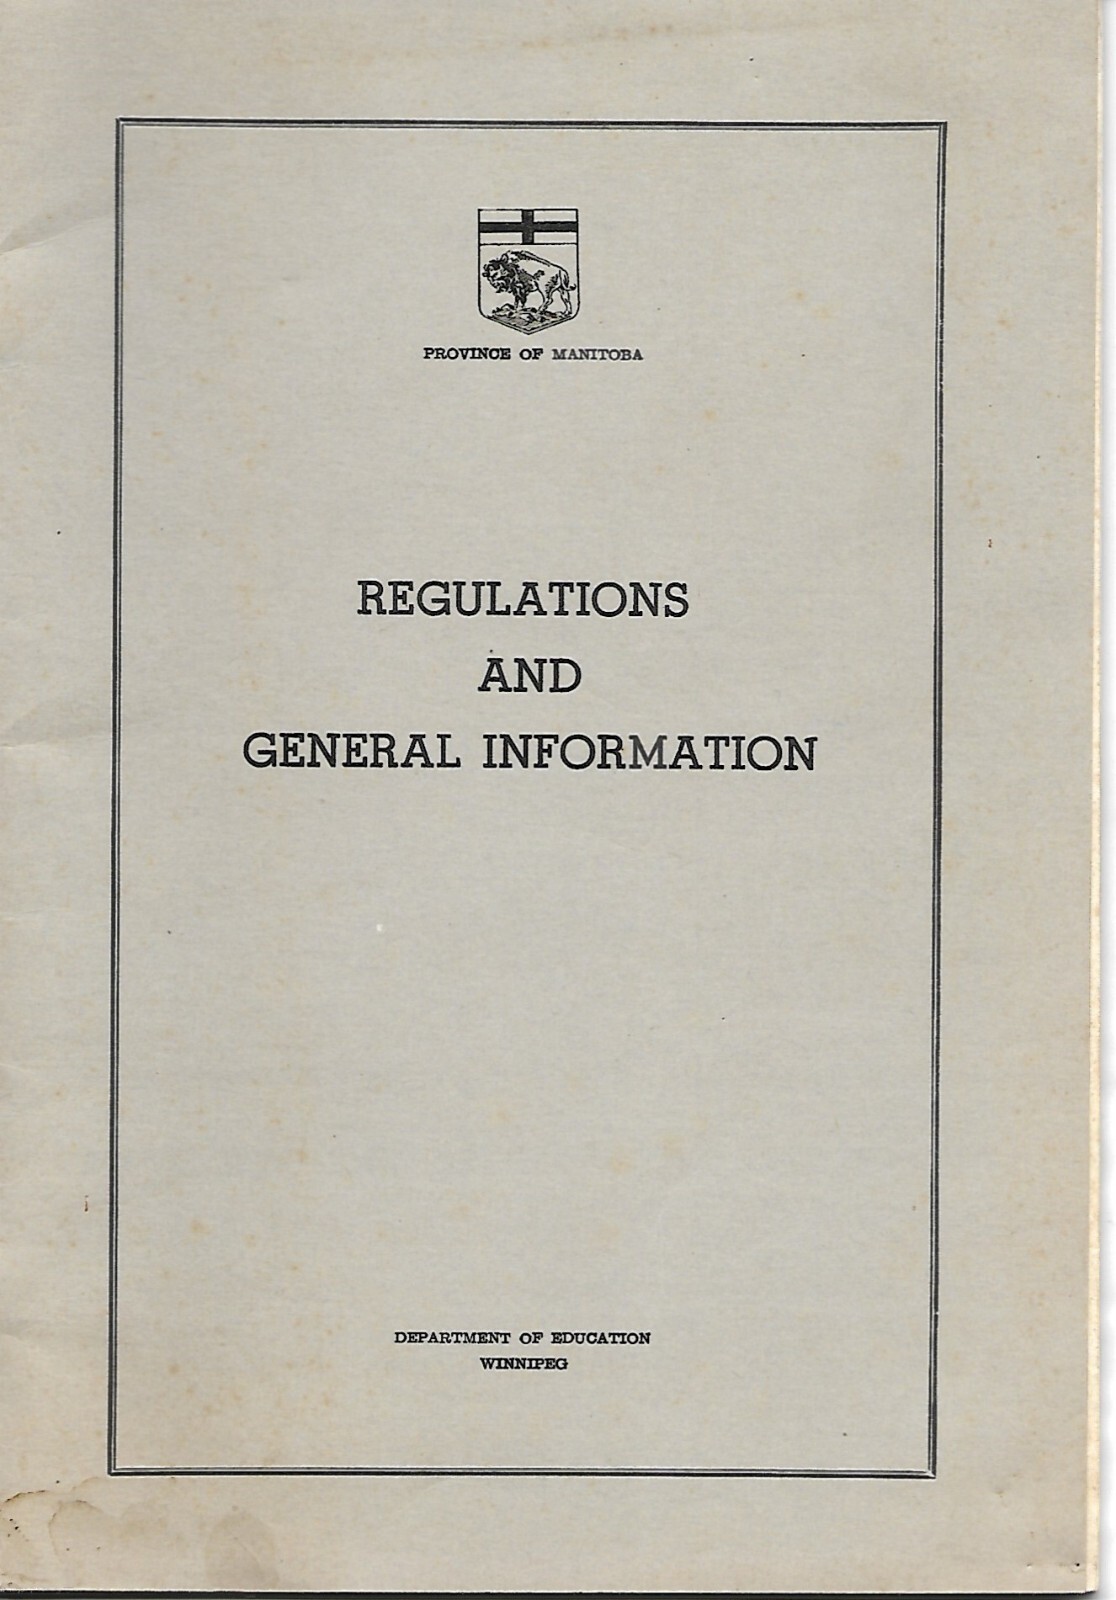 PROVINCE OF MANITOBA
REGULATIONS
AND
GENERAL INFORMATION
DEPARTMENT OF EDUCATION
WINNIPEG